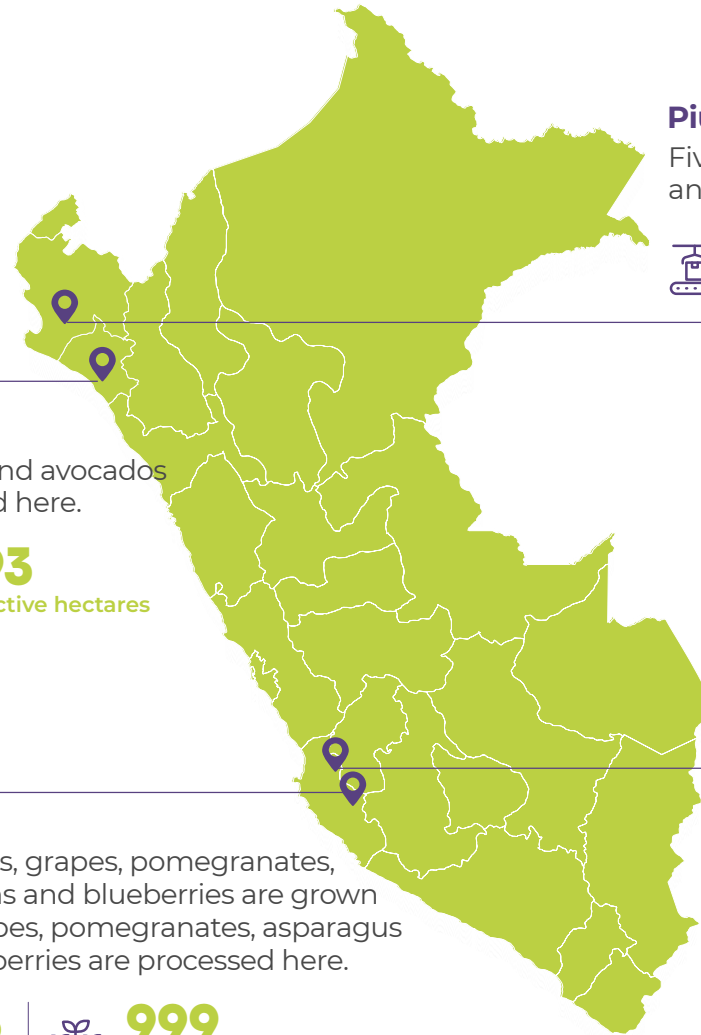 Fiv
an
nd avocados
d here.
93
ctive hectares
s, grapes, pomegranates,
ns and blueberries are grown
pes, pomegranates, asparagus
berries are processed here.
999